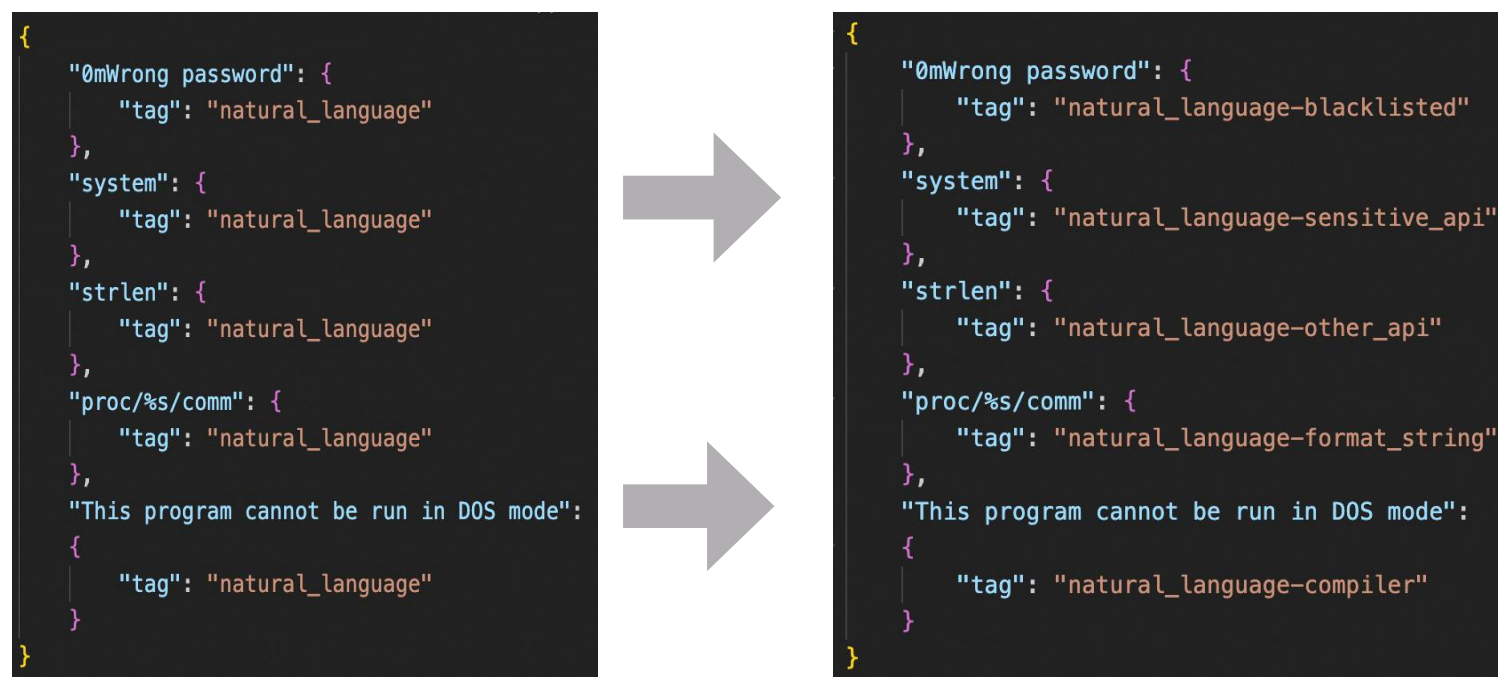 {
"0mWrong password": {
"tag": "natural_language"
},
"system": {
"tag": "natural_language"
},
"strlen": {
"tag": "natural_language"
},
"proc/%s/comm": {
"tag": "natural_language"
},
"This program cannot be run in DOS mode":
{
"tag": "natural_language"
}
}
{
"0mWrong password": {
"tag": "natural_language-blacklisted"
},
"system": {
"tag": "natural_language-sensitive_api"
},
"strlen": {
"tag": "natural_language-other_api"
},
"proc/%s/comm": {
"tag": "natural_language-format_string"
},
"This program cannot be run in DOS mode":
{
"tag": "natural_language-compiler"
}
}